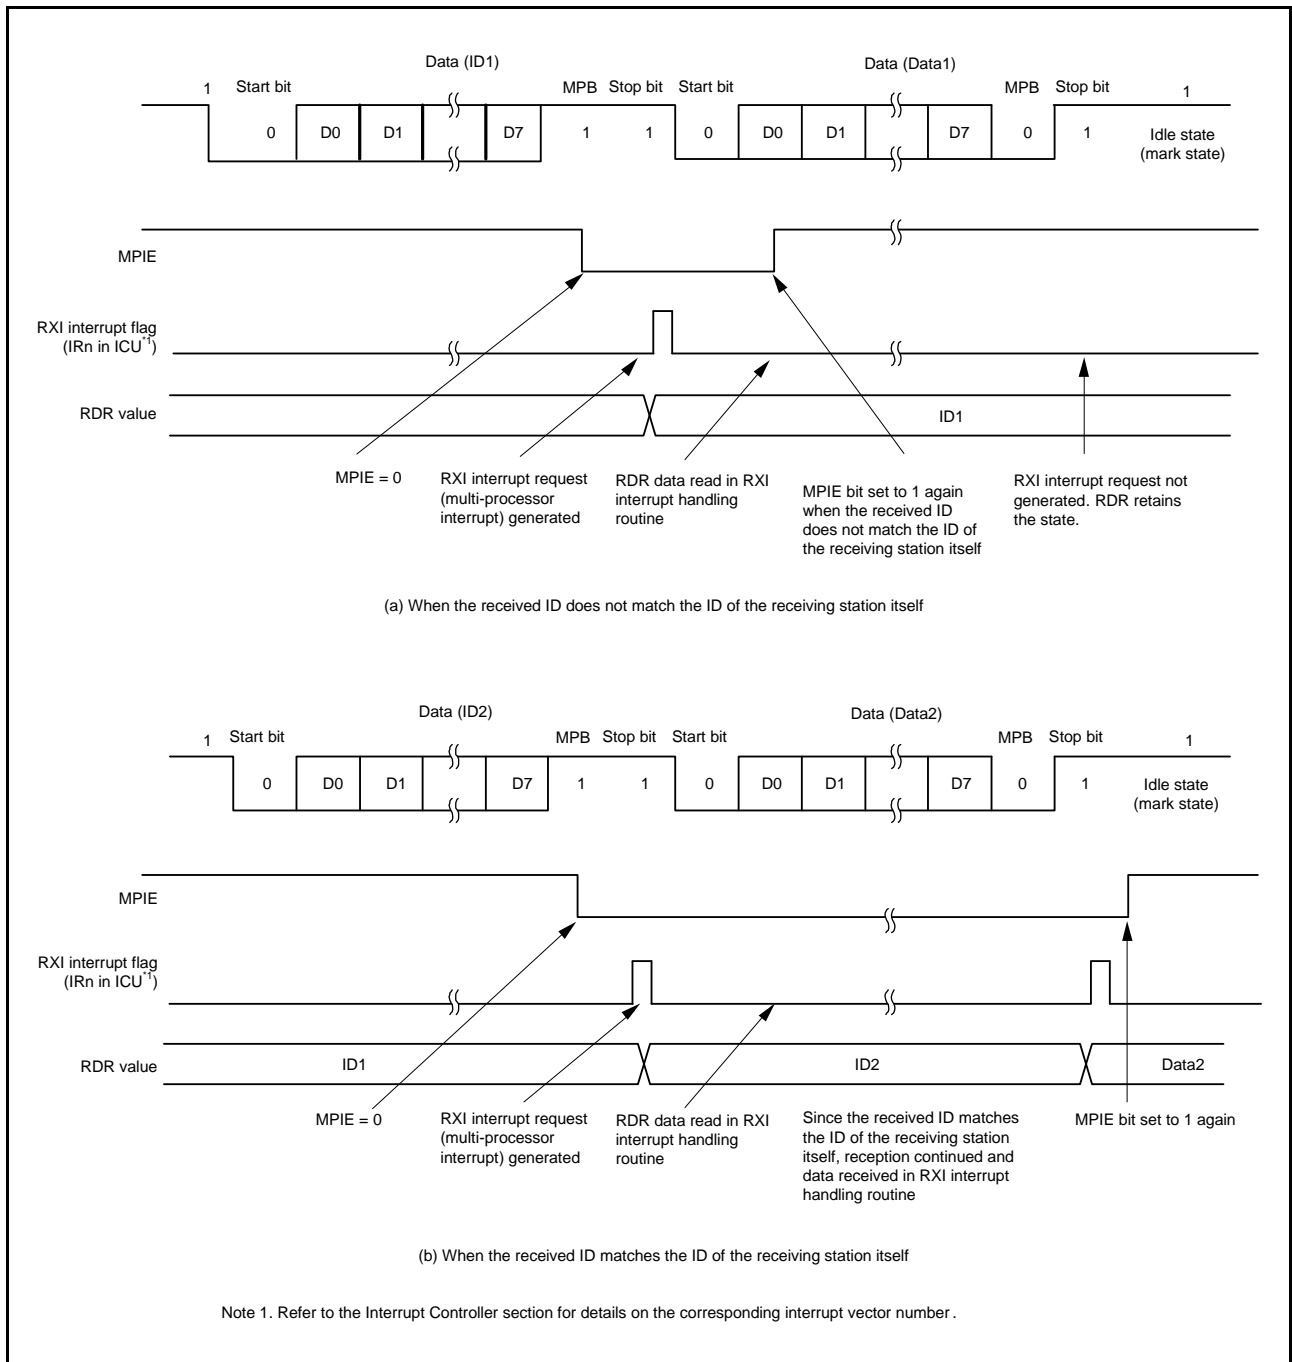 Data (ID1) Data (Data1)
1 Start bit MPB Stop bit Start bit MPB Stop bit 1
0 D0 D1 D7 1 1 0 D0 D1 D7 0 1 Idle state
(mark state)
MPIE
RXI interrupt flag
(IRn in ICU*1)
RDR value ID1
MPIE = 0
RXI interrupt request
(multi-processor
interrupt) generated
RDR data read in RXI
interrupt handling
routine
MPIE bit set to 1 again
when the received ID
does not match the ID of
the receiving station itself
RXI interrupt request not
generated. RDR retains
the state.
(a) When the received ID does not match the ID of the receiving station itself
Data (ID2) Data (Data2)
1 Start bit MPB Stop bit Start bit MPB Stop bit 1
0 D0 D1 D7 1 1 0 D0 D1 D7 0 1 Idle state
(mark state)
MPIE
RXI interrupt flag
(IRn in ICU*1)
RDR value ID1 ID2 Data2
MPIE = 0
RXI interrupt request
(multi-processor
interrupt) generated
RDR data read in RXI
interrupt handling
routine
Since the received ID matches
the ID of the receiving station
itself, reception continued and
data received in RXI interrupt
handling routine
MPIE bit set to 1 again
(b) When the received ID matches the ID of the receiving station itself
Note 1. Refer to the Interrupt Controller section for details on the corresponding interrupt vector number.